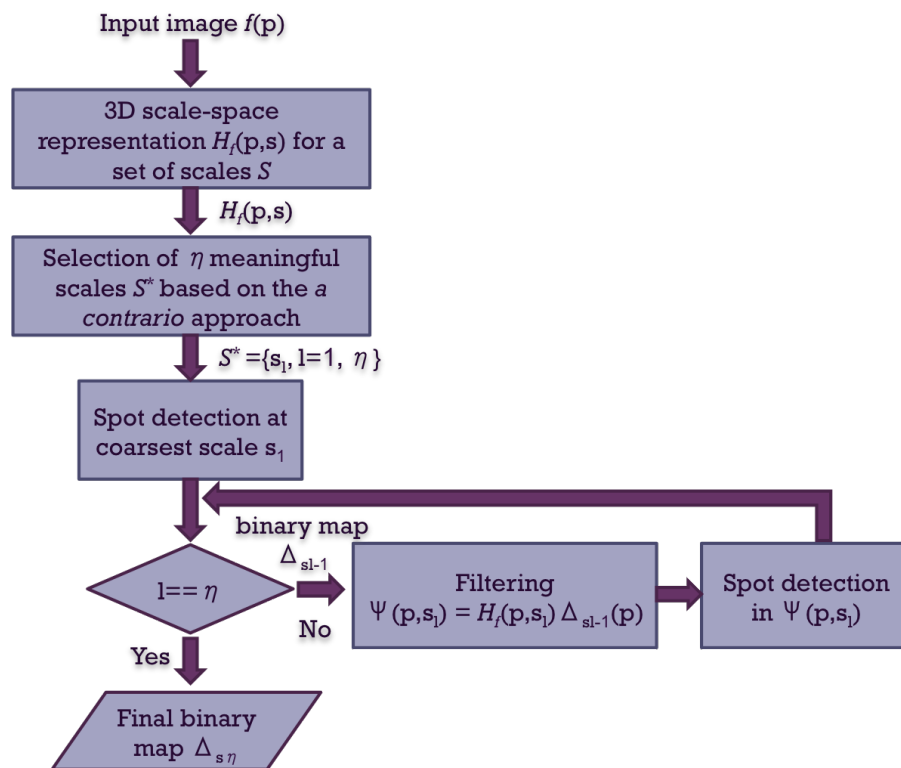 Input image f(p)
3D scale-space
representation H_f(p,s) for a
set of scales S
H_f(p,s)
Selection of η meaningful
scales S* based on the a
contrario approach
S* ={s_l, l=1, η }
Spot detection at
coarsest scale s_1
binary map
Δ_sl-1
l== η
No
Filtering
Ψ(p,s_l) = H_f(p,s_l) Δ_sl-1(p)
Spot detection
in Ψ(p,s_l)
Yes
Final binary
map Δ_sη